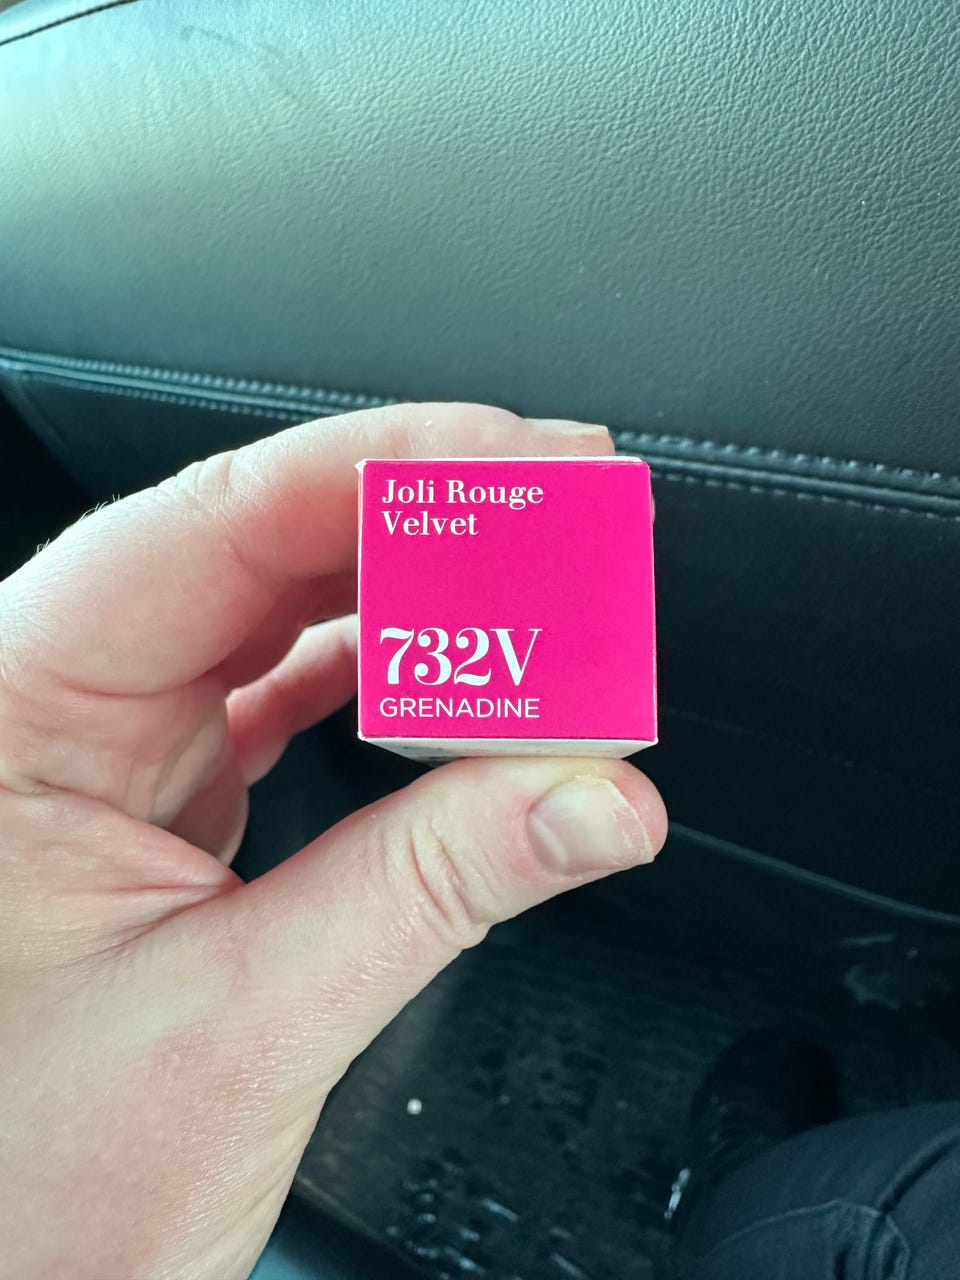 Joli Rouge
Velvet
732V
GRENADINE